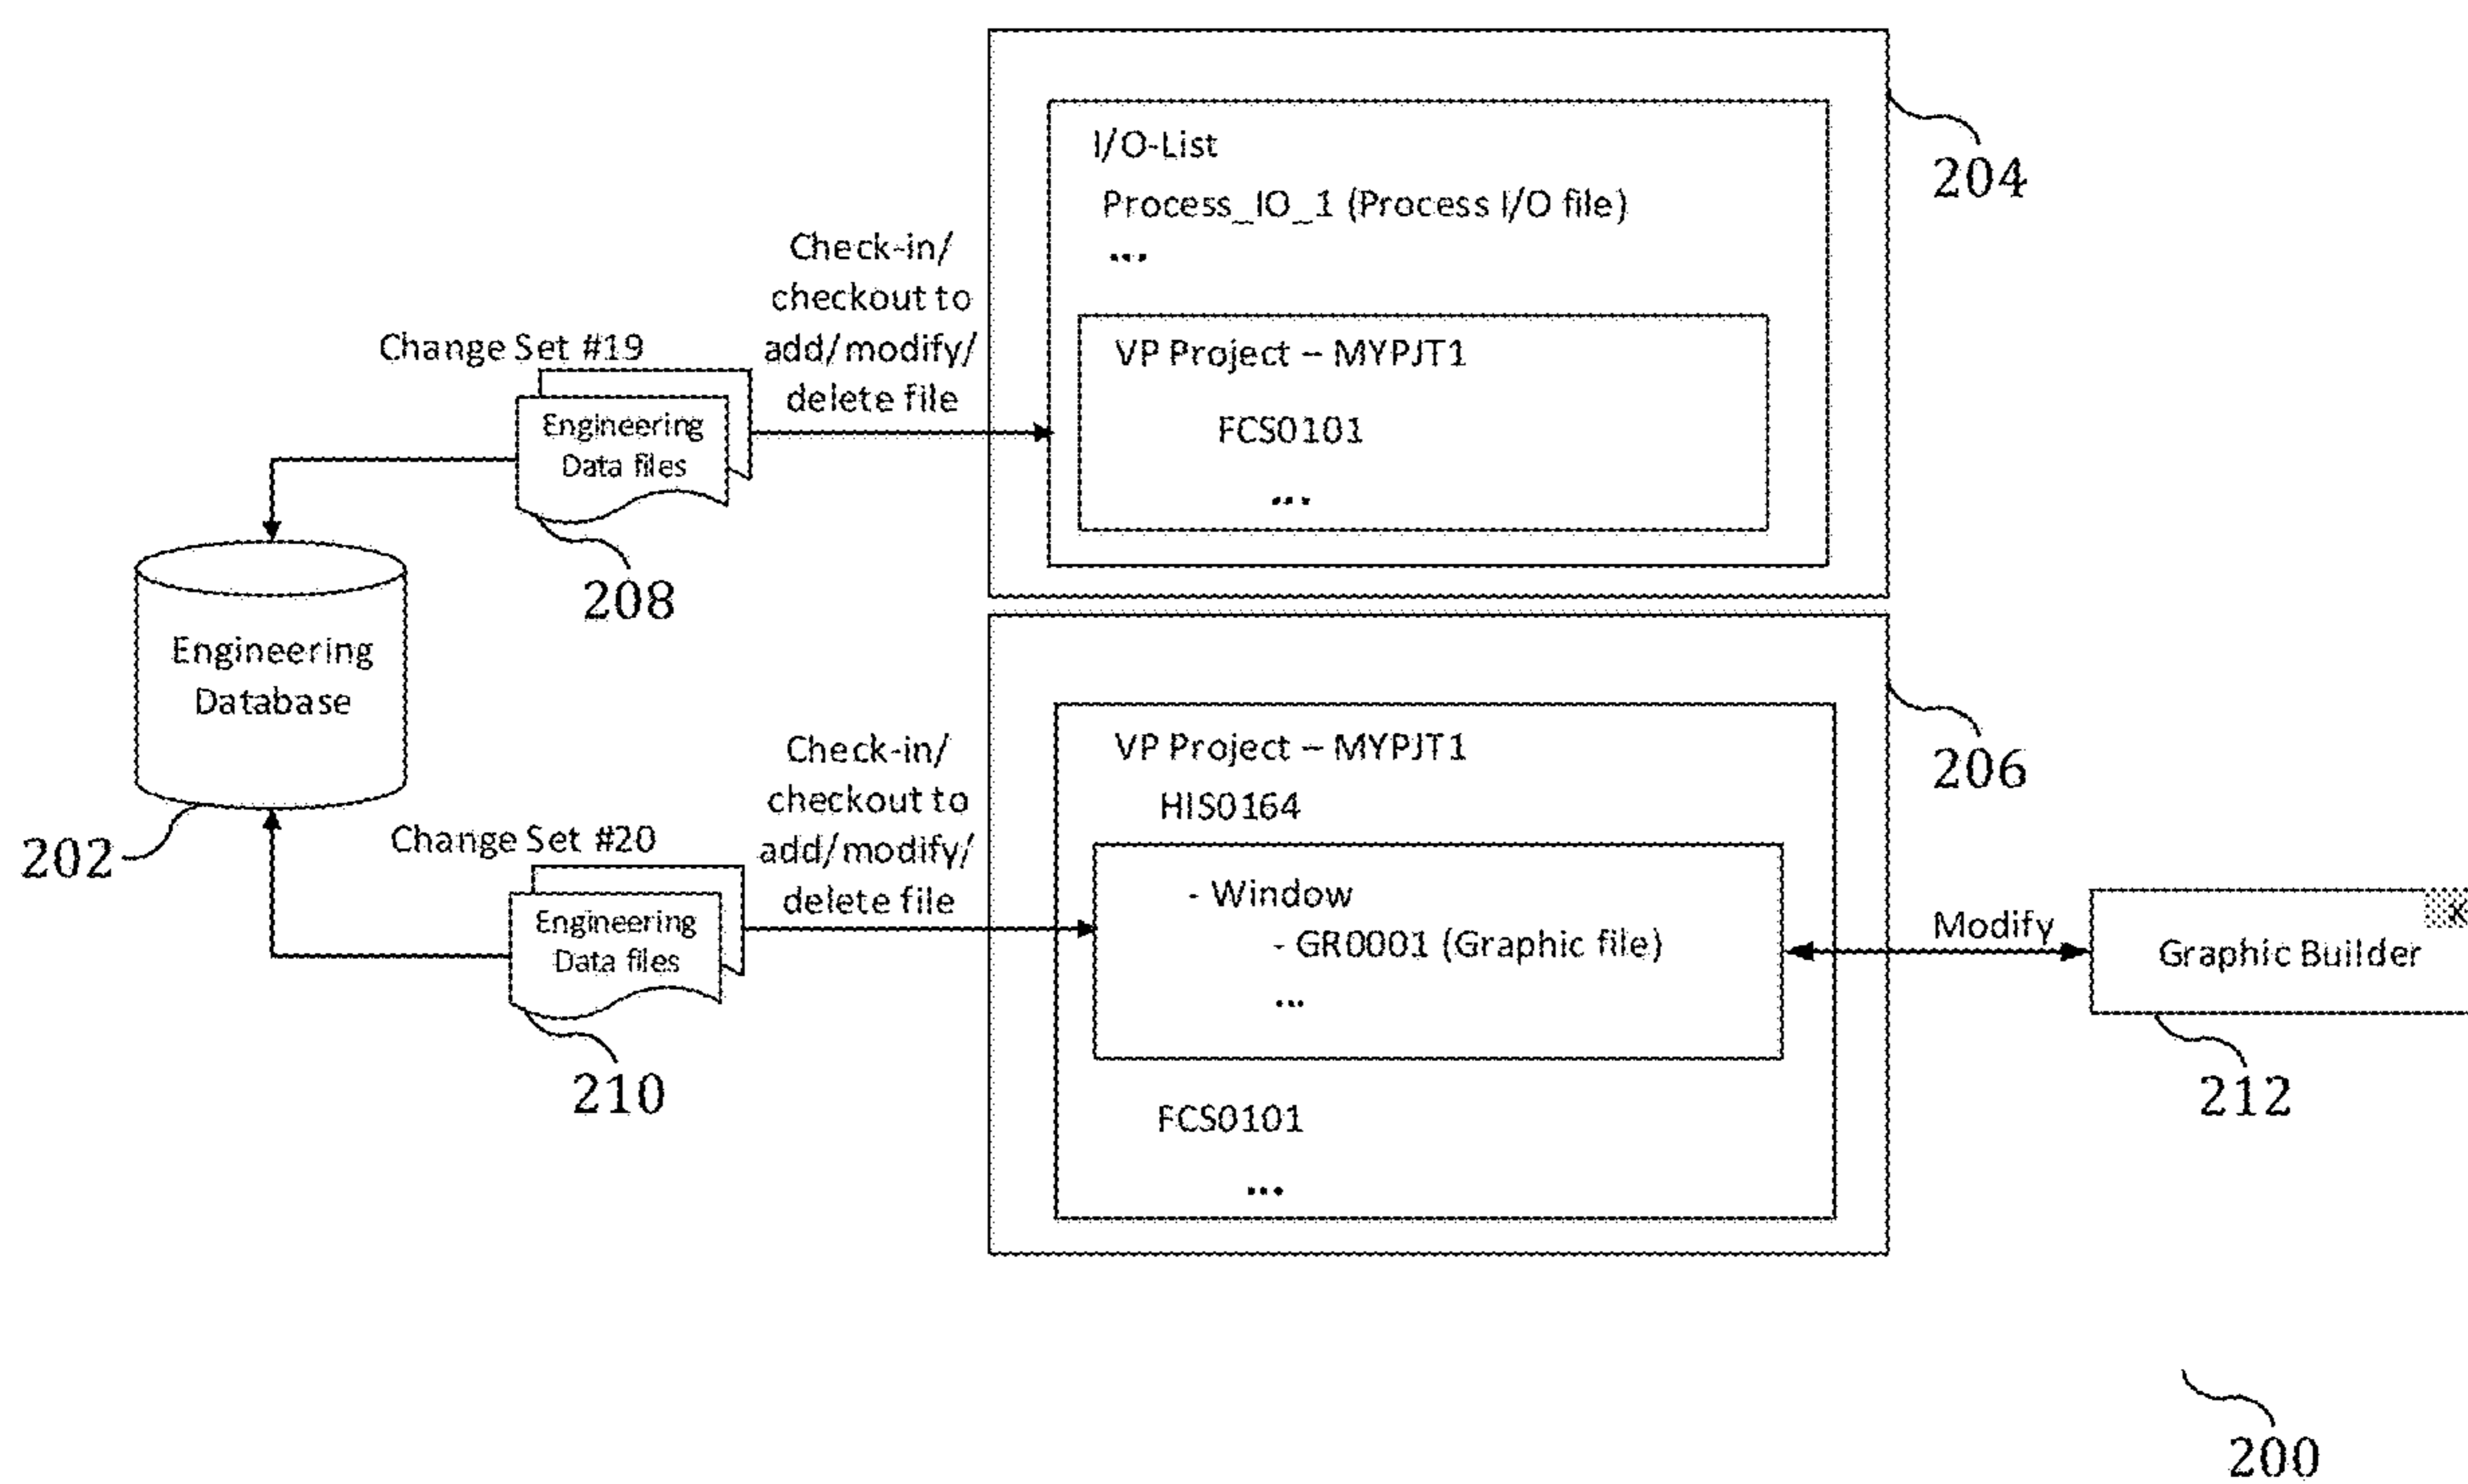 I/O-List
Process_IO_1 (Process I/O file)
...
204
Check-in/
checkout to
add/modify/
delete file
Change Set #19
VP Project – MYPJT1
FCS0101
...
Engineering
Data files
208
Engineering
Database
202
VP Project – MYPJT1
HIS0164
206
Check-in/
checkout to
add/modify/
delete file
Change Set #20
- Window
- GR0001 (Graphic file)
...
Engineering
Data files
210
Modify
x
Graphic Builder
212
FCS0101
...
200